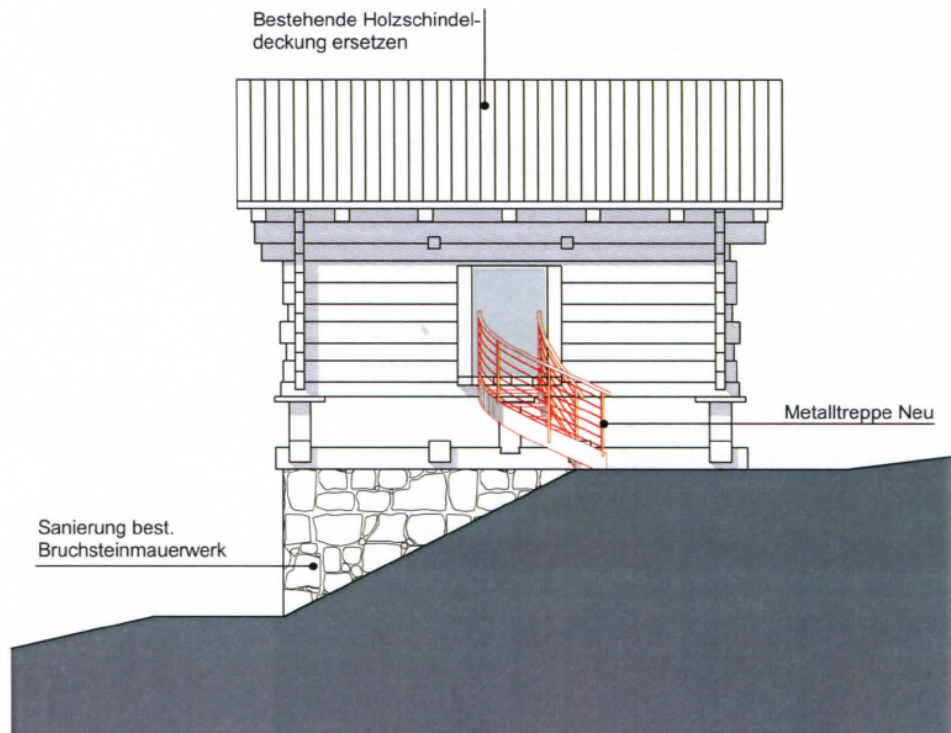 Bestehende Holzschindel-
deckung ersetzen
Metalltreppe Neu
Sanierung best.
Bruchsteinmauerwerk